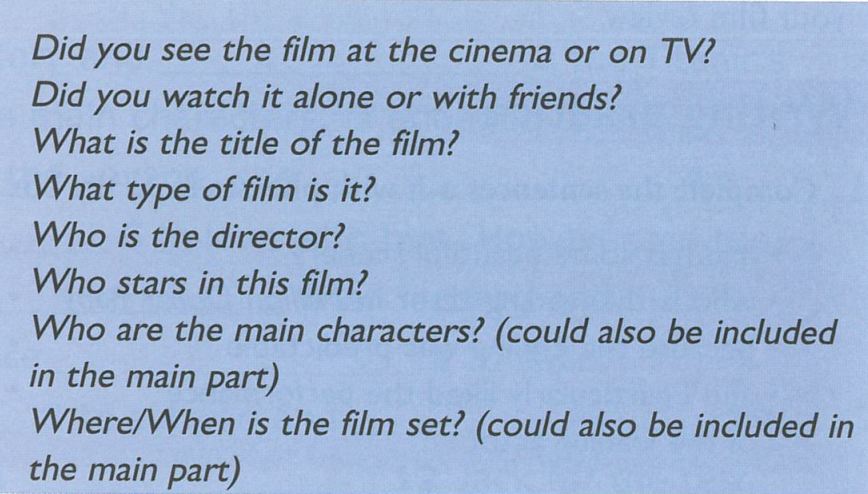 Did you see the film at the cinema or on TV?
Did you watch it alone or with friends?
What is the title of the film?
What type of film is it?
Who is the director?
Who stars in this film?
Who are the main characters? (could also be included
in the main part)
Where/When is the film set? (could also be included in
the main part)